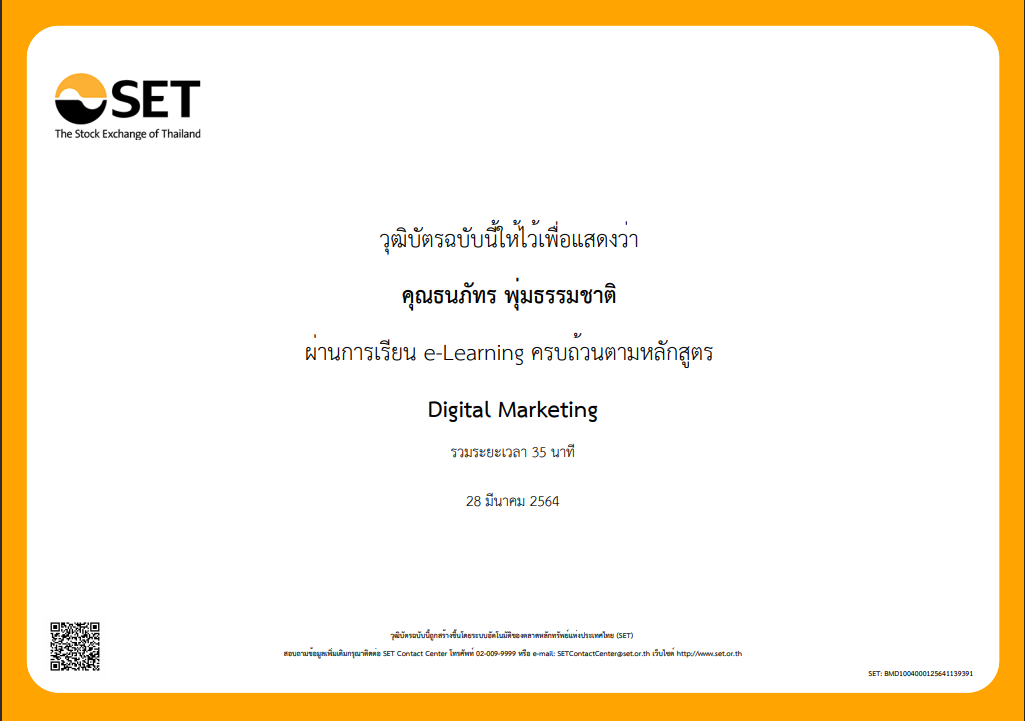 SET
The Stock Exchange of Thailand
วุฒิบัตรฉบับนี้ให้ไว้เพื่อแสดงว่า
คุณธนภัทร พุ่มธรรมชาติ
ผ่านการเรียน e-Learning ครบถ้วนตามหลักสูตร
Digital Marketing
รวมระยะเวลา 35 นาที
28 มีนาคม 2564
วุฒิบัตรฉบับนี้ถูกสร้างขึ้นโดยระบบอัตโนมัติของตลาดหลักทรัพย์แห่งประเทศไทย (SET)
สอบถามข้อมูลเพิ่มเติมกรุณาติดต่อ SET Contact Center โทรศัพท์ 02-009-9999 หรือ e-mail: SETContactCenter@set.or.th เว็บไซต์ http://www.set.or.th
SET: BMD1004000125641139391